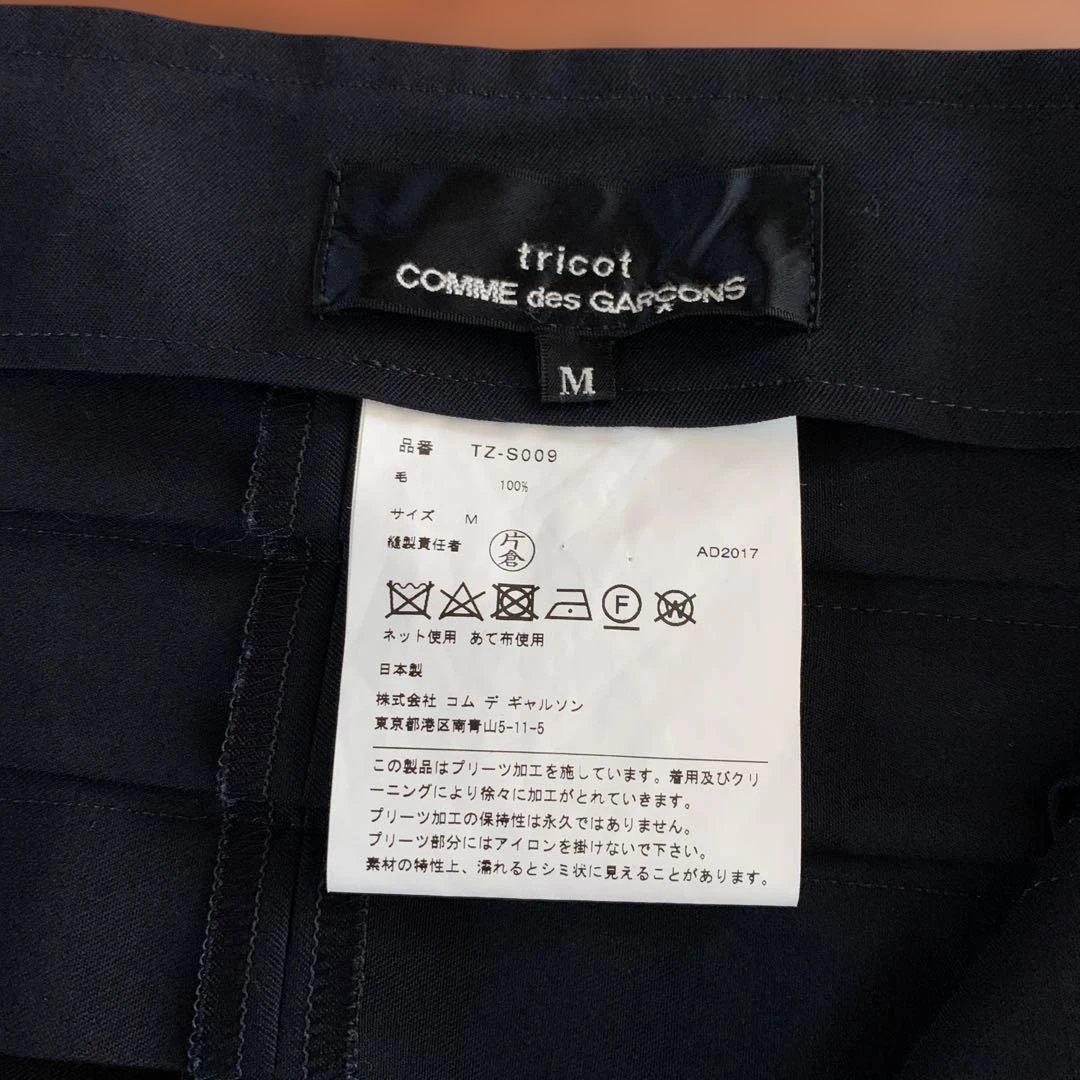 tricot
COMME des GARÇONS
M
品番 TZ-S009
毛 100%
サイズ M
縫製責任者 片倉 AD2017
F W
ネット使用 あて布使用
日本製
株式会社 コム デ ギャルソン
東京都港区南青山5-11-5
この製品はプリーツ加工を施しています。着用及びクリ
ーニングにより徐々に加工がとれていきます。
プリーツ加工の保持性は永久ではありません。
プリーツ部分にはアイロンを掛けないで下さい。
素材の特性上、濡れるとシミ状に見えることがあります。